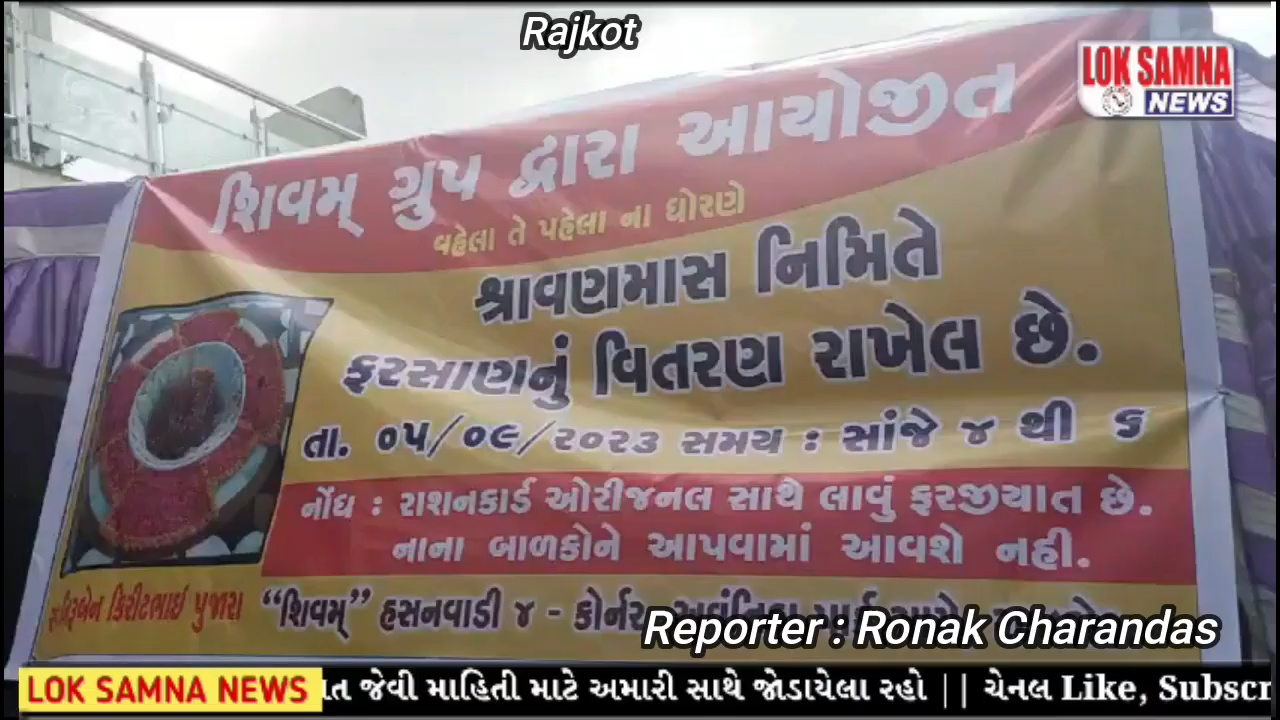 Rajkot
LOK SAMNA
NEWS
શિવમ્ ગ્રુપ દ્વારા આયોજીત
વહેલા તે પહેલા ના ધોરણે
શ્રાવણમાસ નિમિતે
ફરસાણનું વિતરણ રાખેલ છે.
તા. ૦૫/૦૯/૨૦૨૩ સમય : સાંજે ૪ થી ૬
નોંધ : રાશનકાર્ડ ઓરીજનલ સાથે લાવું ફરજીયાત છે.
નાના બાળકોને આપવામાં આવશે નહી.
કિરીટભાઈ પુજારા
“શિવમ્” હસનવાડી ૪ - કોર્નર
Reporter : Ronak Charandas
LOK SAMNA NEWS
જેવી માહિતી માટે અમારી સાથે જોડાયેલા રહો || ચેનલ Like, Subscr